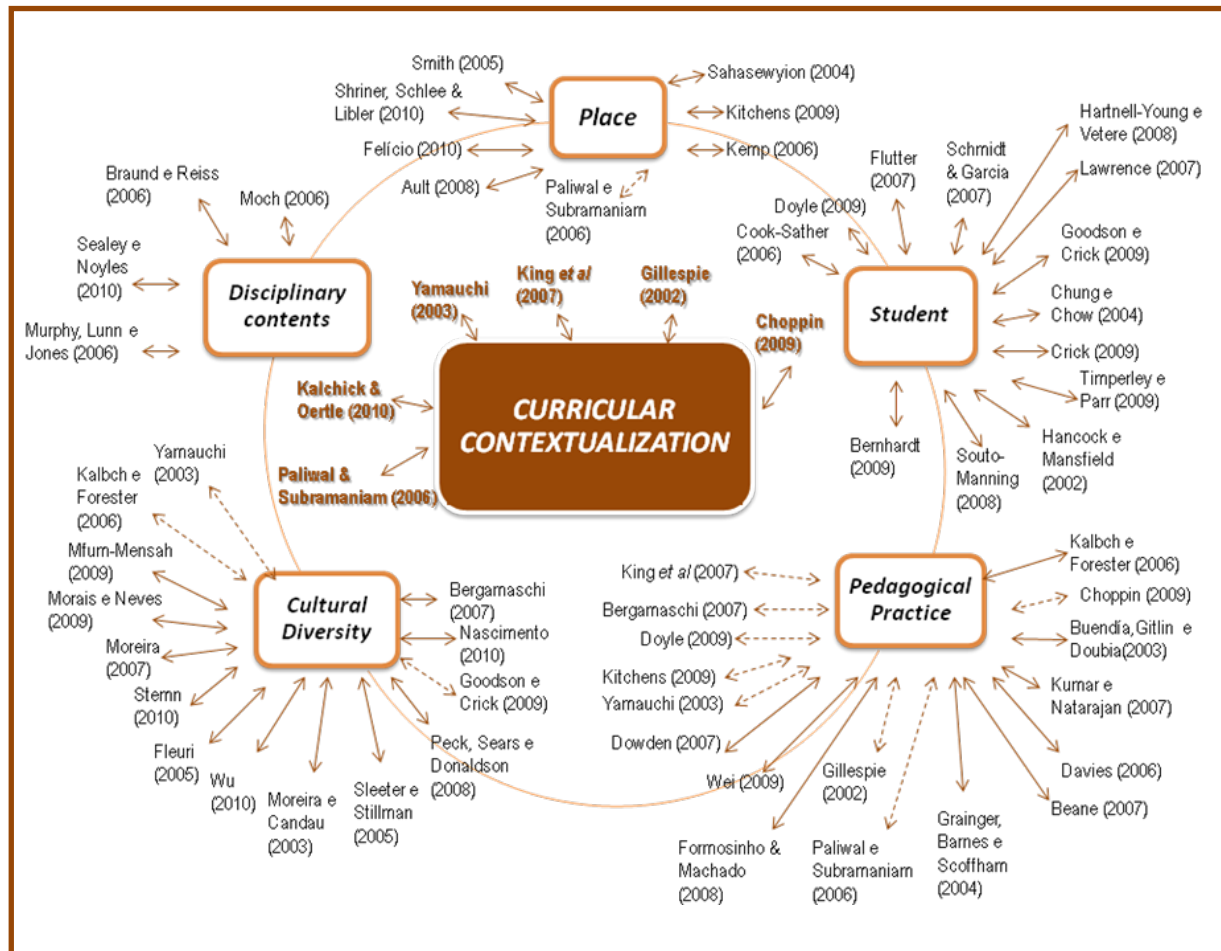 Smith (2005)
Shriner, Schlee &
Libler (2010)
Felício (2010)
Ault (2008)
Place
Sahasewyion (2004)
Kitchens (2009)
Kemp (2006)
Paliwal e
Subramaniam
(2006)
Braund e Reiss
(2006)
Moch (2006)
Sealey e
Noyles
(2010)
Murphy, Lunn e
Jones (2006)
Disciplinary
contents
Doyle
(2009)
Cook-Sather
(2006)
Flutter
(2007)
Schmidt
& Garcia
(2007)
Hartnell-Young e
Vetere
(2008)
Lawrence (2007)
Goodson e
Crick
(2009)
Chung e
Chow (2004)
Crick (2009)
Timperley e
Parr
(2009)
Hancock e
Mansfield
(2002)
Souto-
Manning
(2008)
Bernhardt
(2009)
Student
Yamauchi
(2003)
King et al
(2007)
Gillespie
(2002)
Choppin
(2009)
Kalchick &
Oertle (2010)
Paliwal &
Subramaniam (2006)
CURRICULAR
CONTEXTUALIZATION
Yamauchi
(2003)
Kalbch e
Forester
(2006)
Mfum-Mensah
(2009)
Morais e Neves
(2009)
Moreira
(2007)
Sternn
(2010)
Fleuri
(2005)
Wu
(2010)
Moreira e
Candau
(2003)
Sleeter e
Stillman
(2005)
Peck, Sears e
Donaldson
(2008)
Goodson e
Crick (2009)
Nascimento
(2010)
Bergamaschi
(2007)
Cultural
Diversity
King et al (2007)
Bergamaschi (2007)
Doyle (2009)
Kitchens (2009)
Yamauchi (2003)
Dowden (2007)
Wei (2009)
Formosinho &
Machado
(2008)
Gillespie
(2002)
Paliwal e
Subramaniam
(2006)
Grainger,
Barnes e
Scoffham
(2004)
Beane (2007)
Davies (2006)
Kumar e
Natarajan (2007)
Buendía, Gitlin e
Doubia(2003)
Choppin (2009)
Kalbch e
Forester
(2006)
Pedagogical
Practice